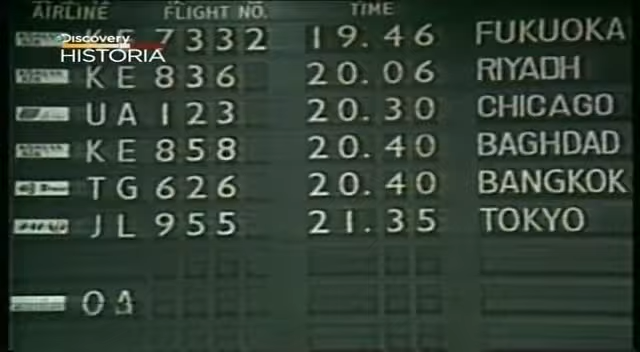 AIRLINE FLIGHT NO. TIME
7332 19.46 FUKUOKA
Discovery
HISTORIA
KE 836 20.06 RIYADH
UA 123 20.30 CHICAGO
KE 858 20.40 BAGHDAD
TG 626 20.40 BANGKOK
JL 955 21.35 TOKYO